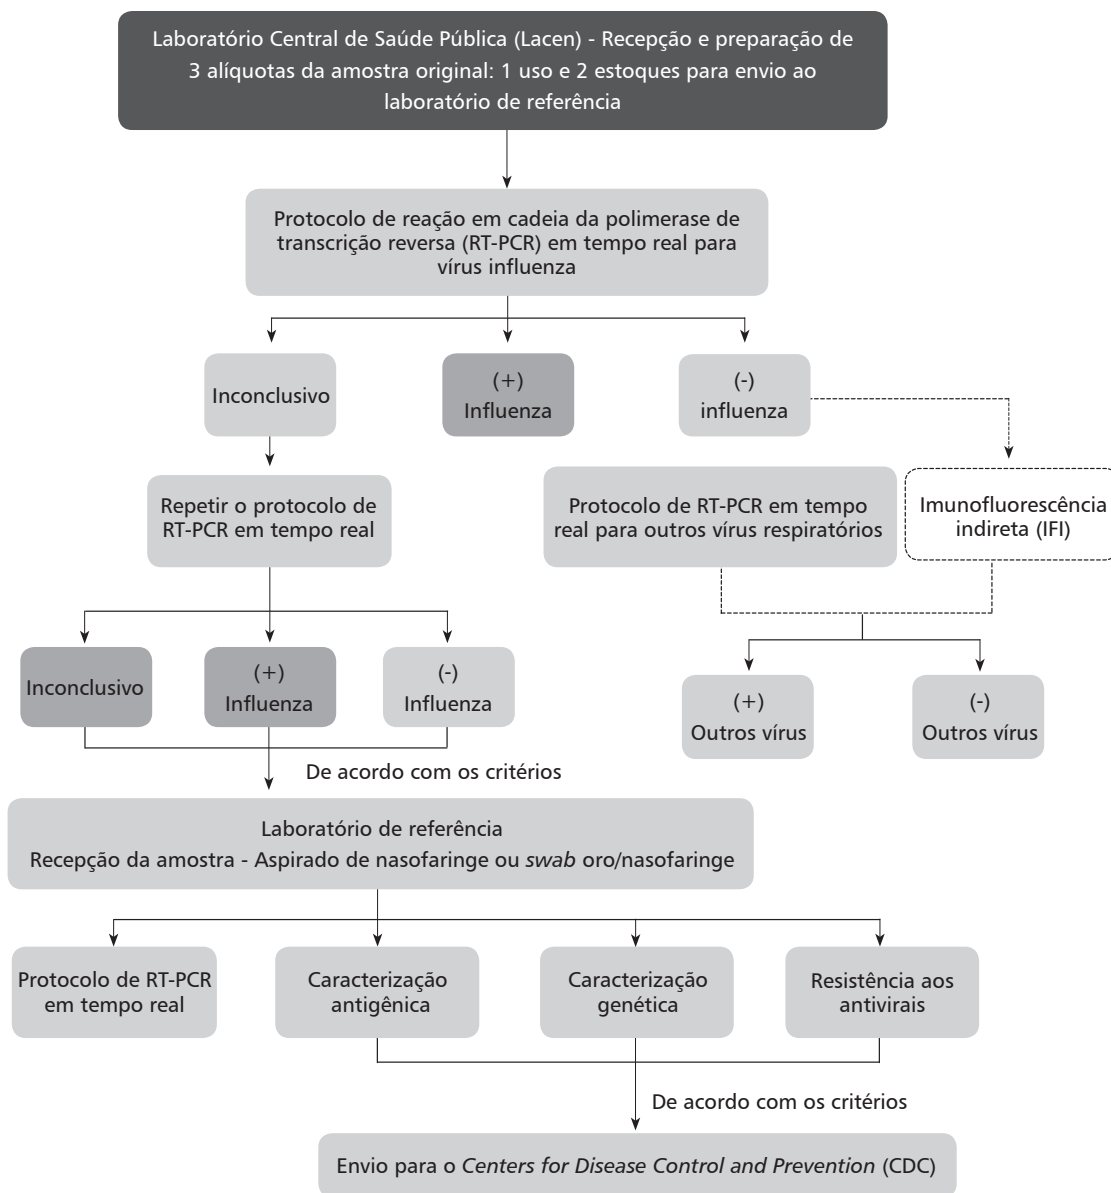 Laboratório Central de Saúde Pública (Lacen) - Recepção e preparação de
3 alíquotas da amostra original: 1 uso e 2 estoques para envio ao
laboratório de referência
Protocolo de reação em cadeia da polimerase de
transcrição reversa (RT-PCR) em tempo real para
vírus influenza
Inconclusivo
(+)
Influenza
(-)
influenza
Repetir o protocolo de
RT-PCR em tempo real
Protocolo de RT-PCR em tempo
real para outros vírus respiratórios
Imunofluorescência
indireta (IFI)
Inconclusivo
(+)
Influenza
(-)
Influenza
(+)
Outros vírus
(-)
Outros vírus
De acordo com os critérios
Laboratório de referência
Recepção da amostra - Aspirado de nasofaringe ou swab oro/nasofaringe
Protocolo de RT-PCR
em tempo real
Caracterização
antigênica
Caracterização
genética
Resistência aos
antivirais
De acordo com os critérios
Envio para o Centers for Disease Control and Prevention (CDC)